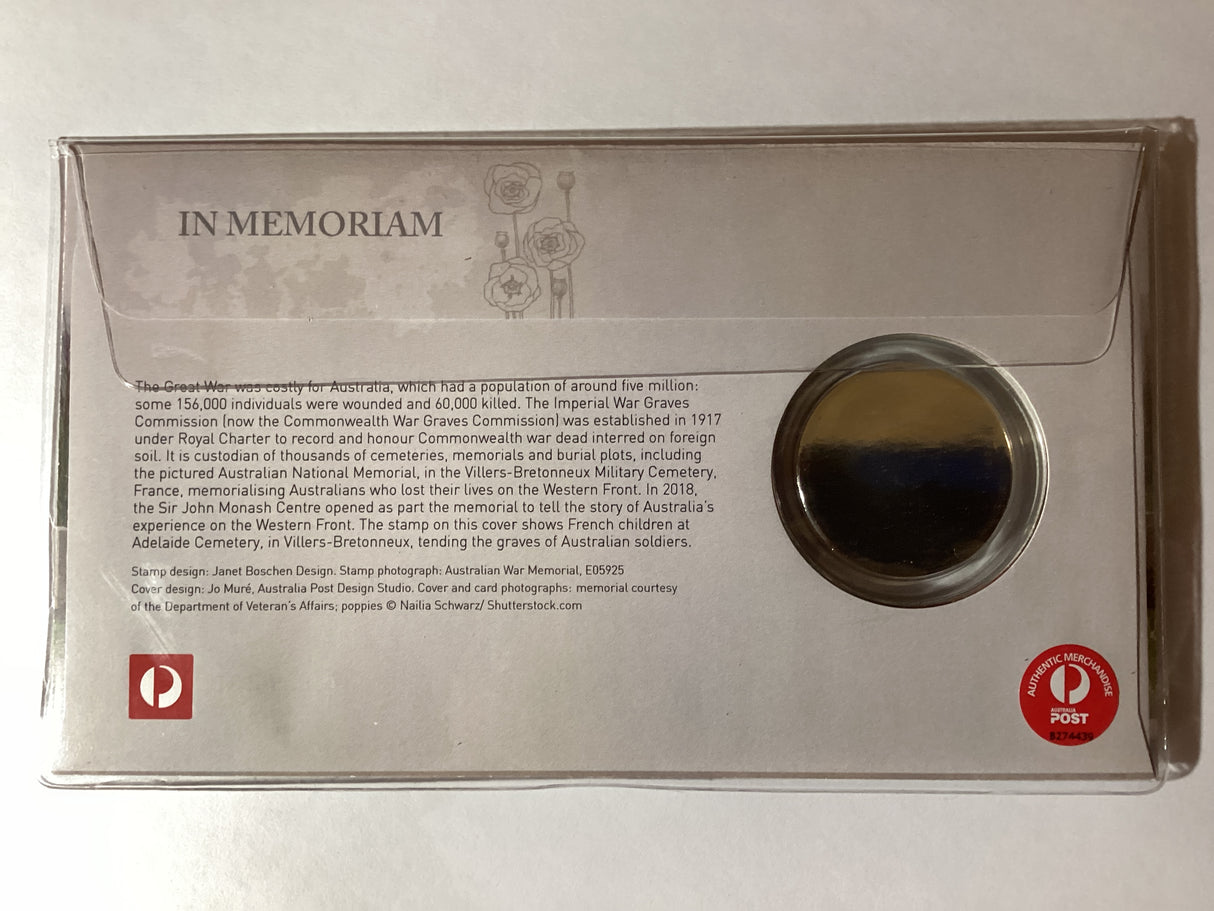 IN MEMORIAM
The Great War was costly for Australia, which had a population of around five million:
some 156,000 individuals were wounded and 60,000 killed. The Imperial War Graves
Commission (now the Commonwealth War Graves Commission) was established in 1917
under Royal Charter to record and honour Commonwealth war dead interred on foreign
soil. It is custodian of thousands of cemeteries, memorials and burial plots, including
the pictured Australian National Memorial, in the Villers-Bretonneux Military Cemetery,
France, memorialising Australians who lost their lives on the Western Front. In 2018,
the Sir John Monash Centre opened as part the memorial to tell the story of Australia's
experience on the Western Front. The stamp on this cover shows French children at
Adelaide Cemetery, in Villers-Bretonneux, tending the graves of Australian soldiers.
Stamp design: Janet Boschen Design. Stamp photograph: Australian War Memorial, E05925
Cover design: Jo Muré, Australia Post Design Studio. Cover and card photographs: memorial courtesy
of the Department of Veteran's Affairs; poppies © Nailia Schwarz/ Shutterstock.com
AUTHENTIC MERCHANDISE
AUSTRALIA
POST
8274439